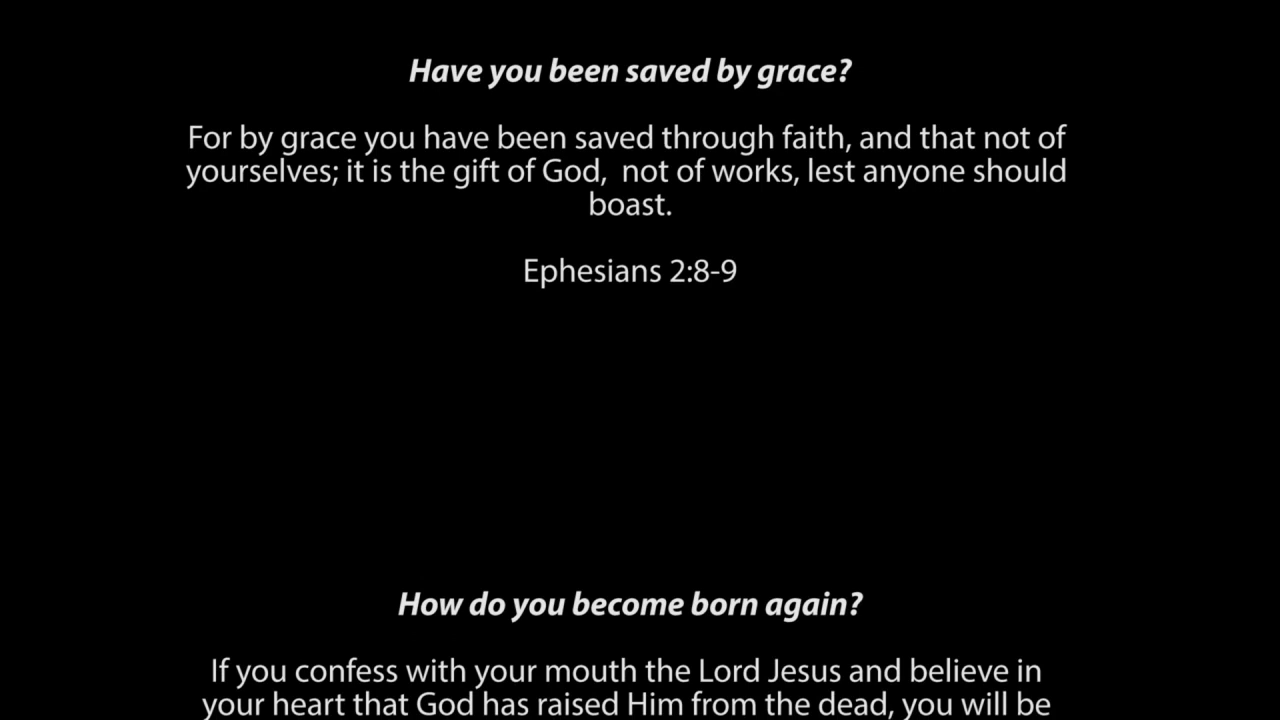 Have you been saved by grace?
For by grace you have been saved through faith, and that not of
yourselves; it is the gift of God,  not of works, lest anyone should
boast.
Ephesians 2:8-9
How do you become born again?
If you confess with your mouth the Lord Jesus and believe in
your heart that God has raised Him from the dead, you will be